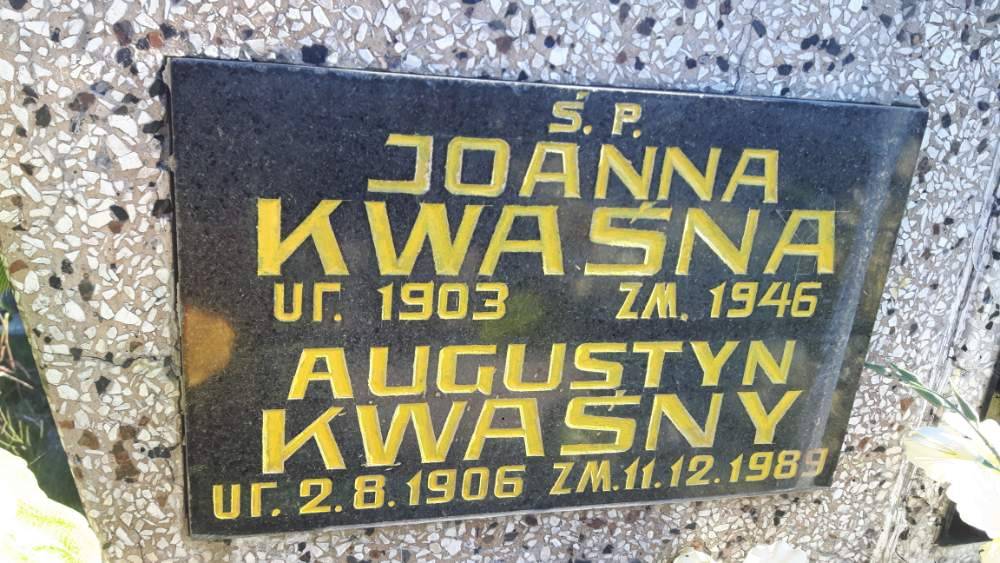 Ś. P.
JOANNA
KWAŚNA
UR. 1903 ZM. 1946
AUGUSTYN
KWAŚNY
UR. 2.8.1906 ZM.11.12.1989